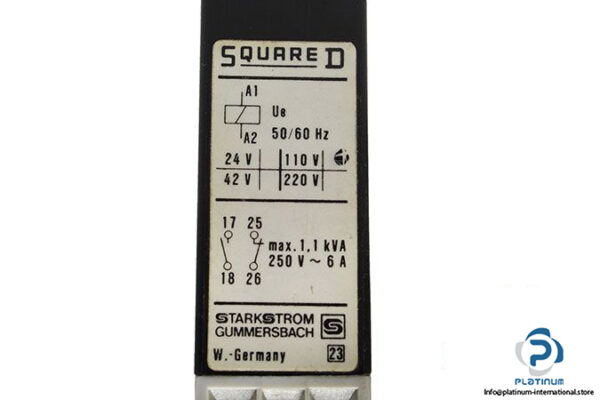 SQUARE D
A1
Ue
A2 50/60 Hz
24 V 110 V
42 V 220 V
17 25
max. 1,1 kVA
250 V ~ 6 A
18 26
STARKSTROM
GUMMERSBACH S
W.-Germany 23
PLATINUM
https://platinum-international.store